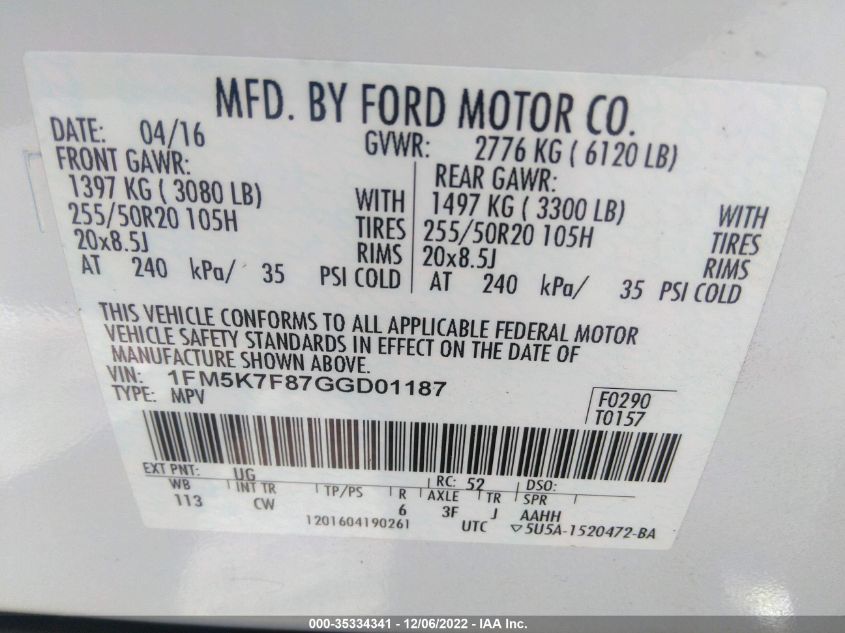 MFD. BY FORD MOTOR CO.
DATE: 04/16 GVWR: 2776 KG ( 6120 LB)
FRONT GAWR: REAR GAWR:
1397 KG ( 3080 LB) WITH 1497 KG ( 3300 LB) WITH
255/50R20 105H TIRES 255/50R20 105H TIRES
20x8.5J RIMS 20x8.5J RIMS
AT 240 kPa/ 35 PSI COLD AT 240 kPa/ 35 PSI COLD
THIS VEHICLE CONFORMS TO ALL APPLICABLE FEDERAL MOTOR
VEHICLE SAFETY STANDARDS IN EFFECT ON THE DATE OF
MANUFACTURE SHOWN ABOVE.
VIN: 1FM5K7F87GGD01187
TYPE: MPV
F0290
T0157
EXT PNT: UG RC: 52 DSO:
WB INT TR TP/PS R AXLE TR SPR
113 CW 6 3F J AAHH
1201604190261 UTC ▽5U5A-1520472-BA
000-35334341 - 12/06/2022 - IAA Inc.